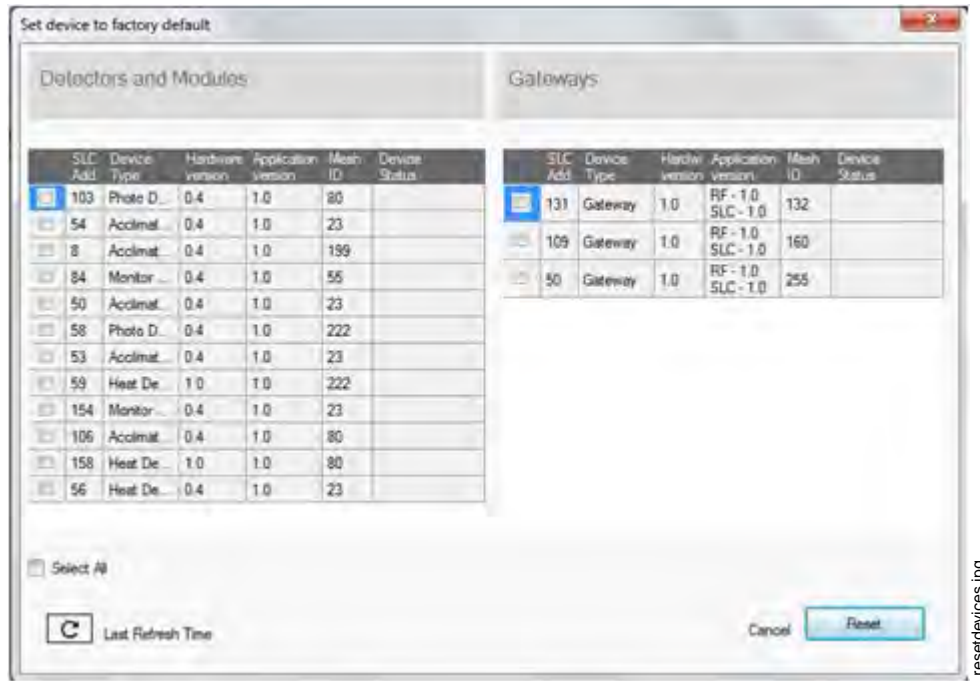 Set device to factory default
Detectors and Modules
Gateways
SLC Add Device Type Hardware version Application version Mesh ID Device Status
103 Photo D... 0.4 1.0 80
54 Acclimat... 0.4 1.0 23
8 Acclimat... 0.4 1.0 199
84 Monitor ... 0.4 1.0 55
50 Acclimat... 0.4 1.0 23
58 Photo D... 0.4 1.0 222
53 Acclimat... 0.4 1.0 23
59 Heat De... 1.0 1.0 222
154 Monitor ... 0.4 1.0 23
106 Acclimat... 0.4 1.0 80
158 Heat De... 1.0 1.0 80
56 Heat De... 0.4 1.0 23
SLC Add Device Type Hardwi version Application version Mesh ID Device Status
131 Gateway 1.0 RF - 1.0 SLC - 1.0 132
109 Gateway 1.0 RF - 1.0 SLC - 1.0 160
50 Gateway 1.0 RF - 1.0 SLC - 1.0 255
Select All
C Last Refresh Time
Cancel
Reset
resetdevices.jpg